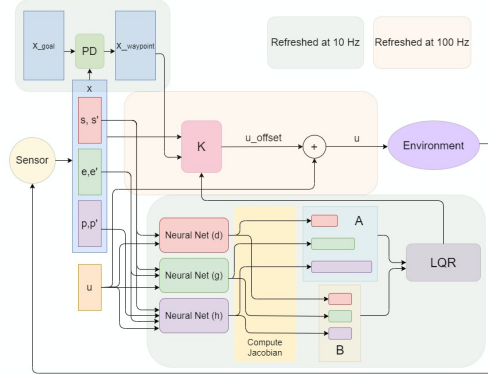 x_goal
PD
x_waypoint
Refreshed at 10 Hz
Refreshed at 100 Hz
x
s, s'
e,e'
p,p'
u
Sensor
K
u_offset
+
u
Environment
Neural Net (d)
Neural Net (g)
Neural Net (h)
Compute
Jacobian
A
B
LQR